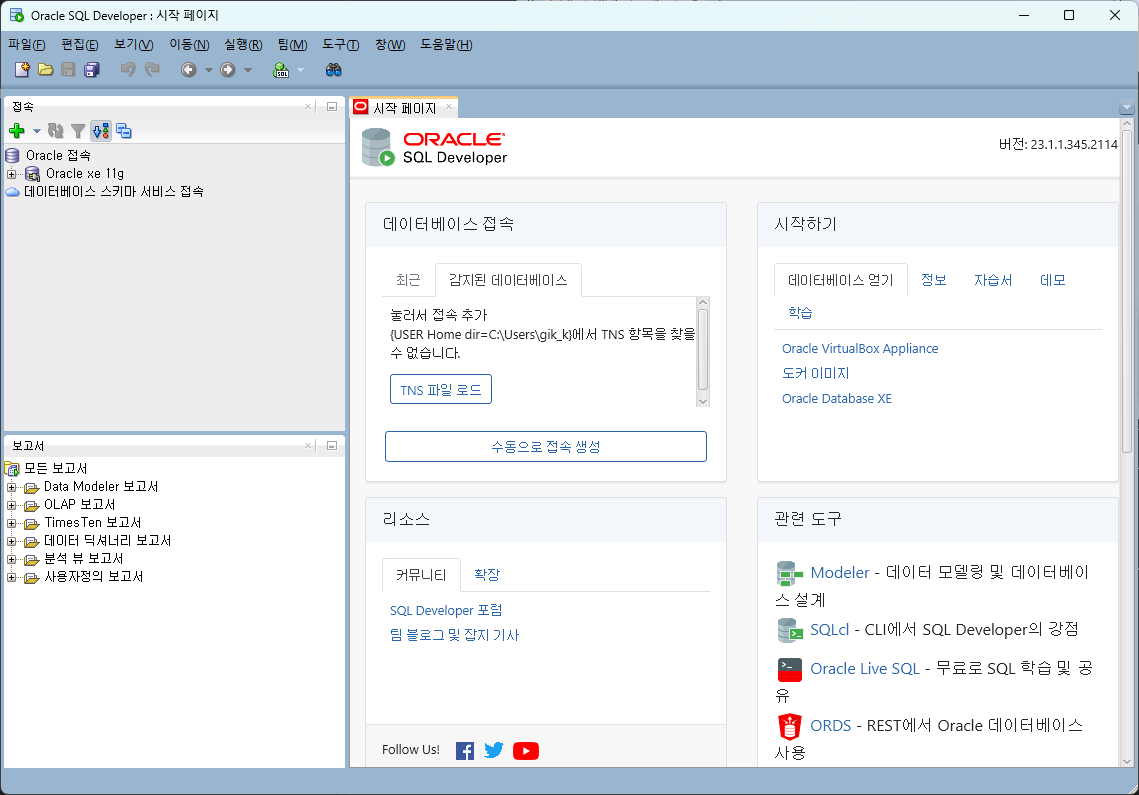 Oracle SQL Developer : 시작 페이지
파일(F) 편집(E) 보기(V) 이동(N) 실행(R) 팀(M) 도구(T) 창(W) 도움말(H)
SQL
접속
Oracle 접속
Oracle xe 11g
데이터베이스 스키마 서비스 접속
보고서
모든 보고서
Data Modeler 보고서
OLAP 보고서
TimesTen 보고서
데이터 딕셔너리 보고서
분석 뷰 보고서
사용자정의 보고서
시작 페이지
ORACLE
SQL Developer
버전: 23.1.1.345.2114
데이터베이스 접속
최근 감지된 데이터베이스
눌러서 접속 추가
{USER Home dir=C:\Users\gik_k}에서 TNS 항목을 찾을
수 없습니다.
TNS 파일 로드
수동으로 접속 생성
시작하기
데이터베이스 얻기 정보 자습서 데모
학습
Oracle VirtualBox Appliance
도커 이미지
Oracle Database XE
리소스
커뮤니티 확장
SQL Developer 포럼
팀 블로그 및 잡지 기사
Follow Us!
관련 도구
Modeler - 데이터 모델링 및 데이터베이
스 설계
SQLcl - CLI에서 SQL Developer의 강점
Oracle Live SQL - 무료로 SQL 학습 및 공
유
ORDS - REST에서 Oracle 데이터베이스
사용